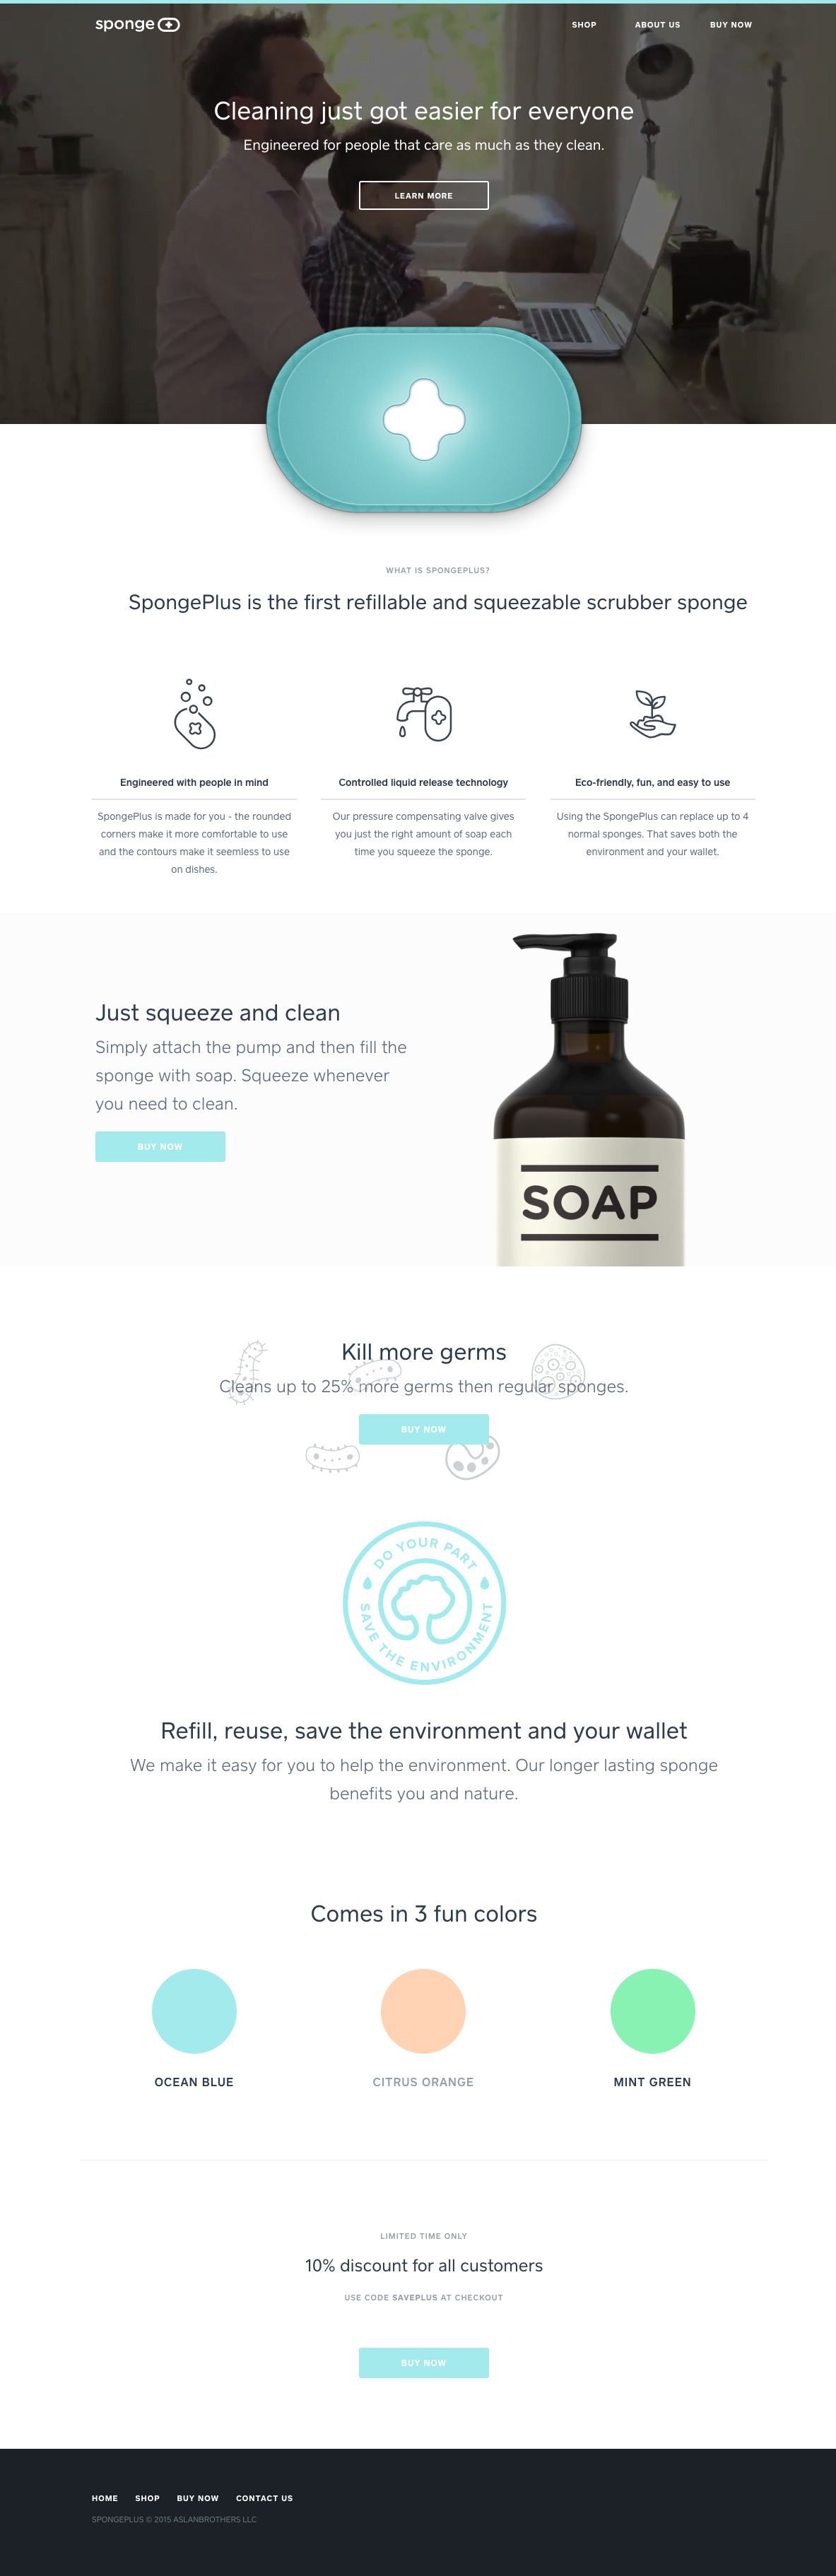 sponge
SHOP
ABOUT US
BUY NOW
Cleaning just got easier for everyone
Engineered for people that care as much as they clean.
LEARN MORE
WHAT IS SPONGEPLUS?
SpongePlus is the first refillable and squeezable scrubber sponge
Engineered with people in mind
SpongePlus is made for you - the rounded
corners make it more comfortable to use
and the contours make it seemless to use
on dishes.
Controlled liquid release technology
Our pressure compensating valve gives
you just the right amount of soap each
time you squeeze the sponge.
Eco-friendly, fun, and easy to use
Using the SpongePlus can replace up to 4
normal sponges. That saves both the
environment and your wallet.
Just squeeze and clean
Simply attach the pump and then fill the
sponge with soap. Squeeze whenever
you need to clean.
BUY NOW
SOAP
Kill more germs
Cleans up to 25% more germs then regular sponges.
BUY NOW
DO YOUR PART
SAVE THE ENVIRONMENT
Refill, reuse, save the environment and your wallet
We make it easy for you to help the environment. Our longer lasting sponge
benefits you and nature.
Comes in 3 fun colors
OCEAN BLUE
CITRUS ORANGE
MINT GREEN
LIMITED TIME ONLY
10% discount for all customers
USE CODE SAVEPLUS AT CHECKOUT
BUY NOW
HOME
SHOP
BUY NOW
CONTACT US
SPONGEPLUS © 2015 ASLANBROTHERS LLC